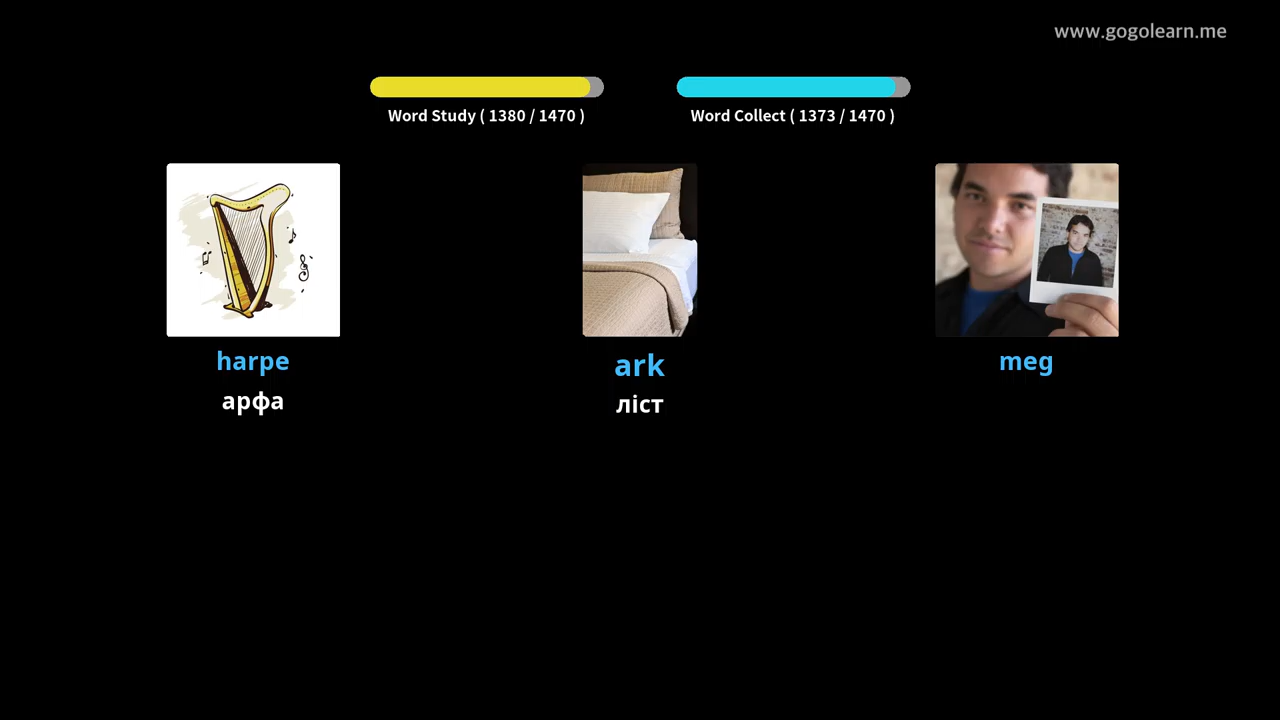 www.gogolearn.me
Word Study ( 1380 / 1470 )
Word Collect ( 1373 / 1470 )
harpe
ark
meg
арфа
ліст